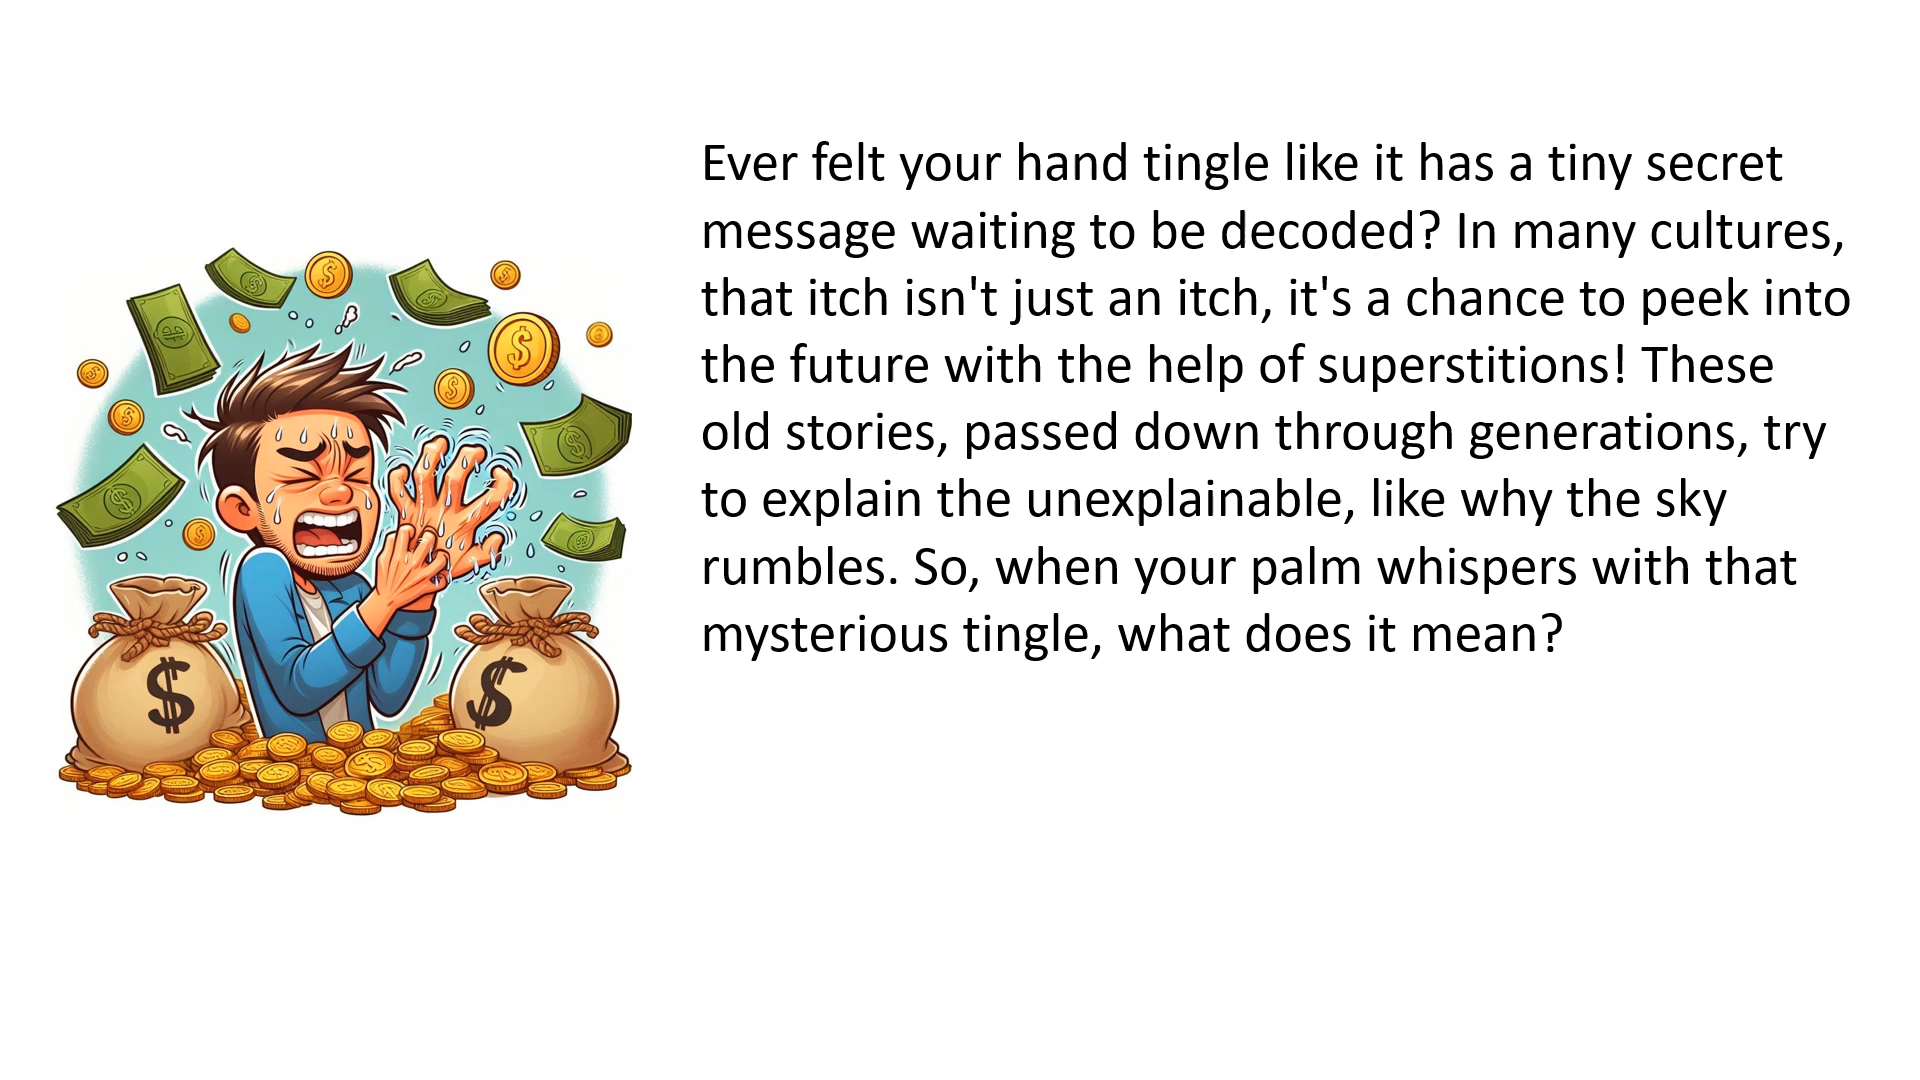 Ever felt your hand tingle like it has a tiny secret
message waiting to be decoded? In many cultures,
that itch isn't just an itch, it's a chance to peek into
the future with the help of superstitions! These
old stories, passed down through generations, try
to explain the unexplainable, like why the sky
rumbles. So, when your palm whispers with that
mysterious tingle, what does it mean?
$
$